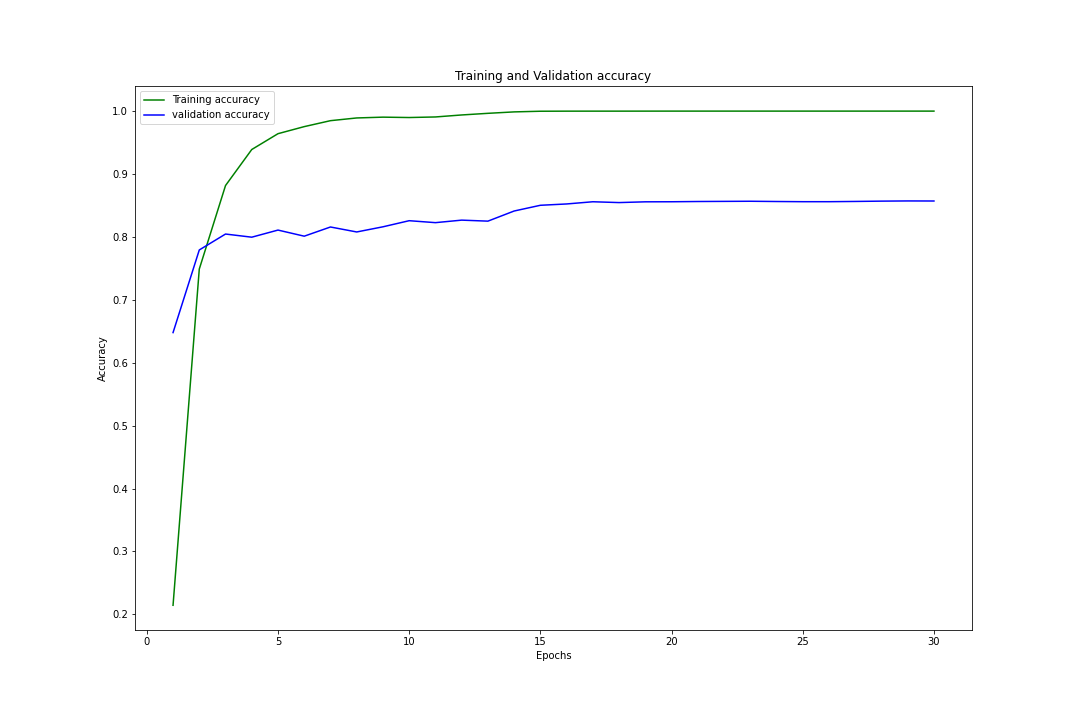 Training and Validation accuracy
Training accuracy
validation accuracy
1.0
0.9
0.8
0.7
0.6
0.5
0.4
0.3
0.2
Accuracy
0 5 10 15 20 25 30
Epochs